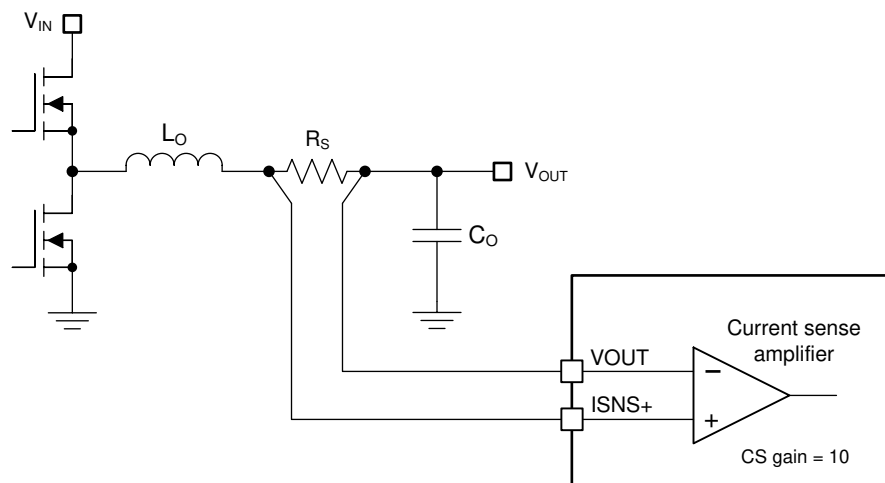 VIN
LO
RS
VOUT
CO
Current sense
amplifier
VOUT
−
ISNS+
+
CS gain = 10